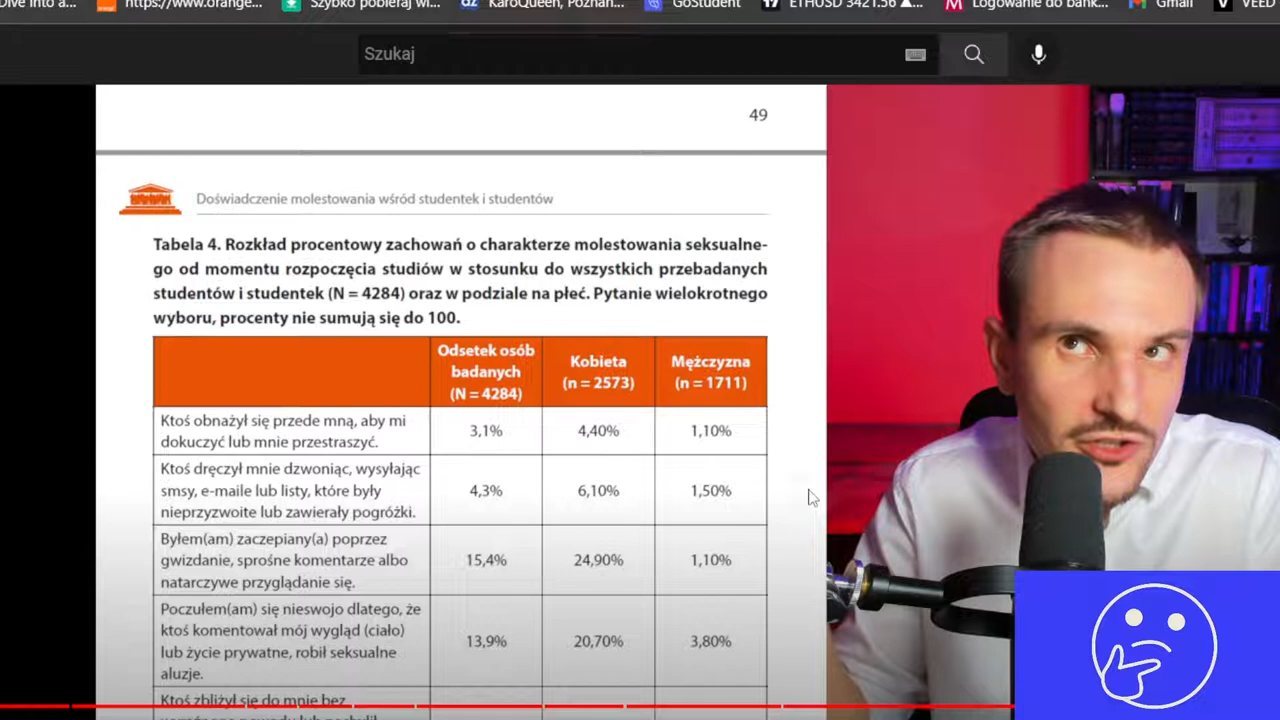 https://www.orange...
Szybko pobieraj wi...
KaroQueen, Poznań...
GoStudent
17 ETHUSD 3421.56 ▲...
Logowanie do bank...
Gmail
VEED
Szukaj
49
Doświadczenie molestowania wśród studentek i studentów
Tabela 4. Rozkład procentowy zachowań o charakterze molestowania seksualne-
go od momentu rozpoczęcia studiów w stosunku do wszystkich przebadanych
studentów i studentek (N = 4284) oraz w podziale na płeć. Pytanie wielokrotnego
wyboru, procenty nie sumują się do 100.
Odsetek osób
badanych
(N = 4284)
Kobieta
(n = 2573)
Mężczyzna
(n = 1711)
Ktoś obnażył się przede mną, aby mi
dokuczyć lub mnie przestraszyć.
3,1%
4,40%
1,10%
Ktoś dręczył mnie dzwoniąc, wysyłając
smsy, e-maile lub listy, które były
nieprzyzwoite lub zawierały pogróżki.
4,3%
6,10%
1,50%
Byłem(am) zaczepiany(a) poprzez
gwizdanie, sprośne komentarze albo
natarczywe przyglądanie się.
15,4%
24,90%
1,10%
Poczułem(am) się nieswojo dlatego, że
ktoś komentował mój wygląd (ciało)
lub życie prywatne, robił seksualne
aluzje.
13,9%
20,70%
3,80%
Ktoś zbliżył się do mnie bez